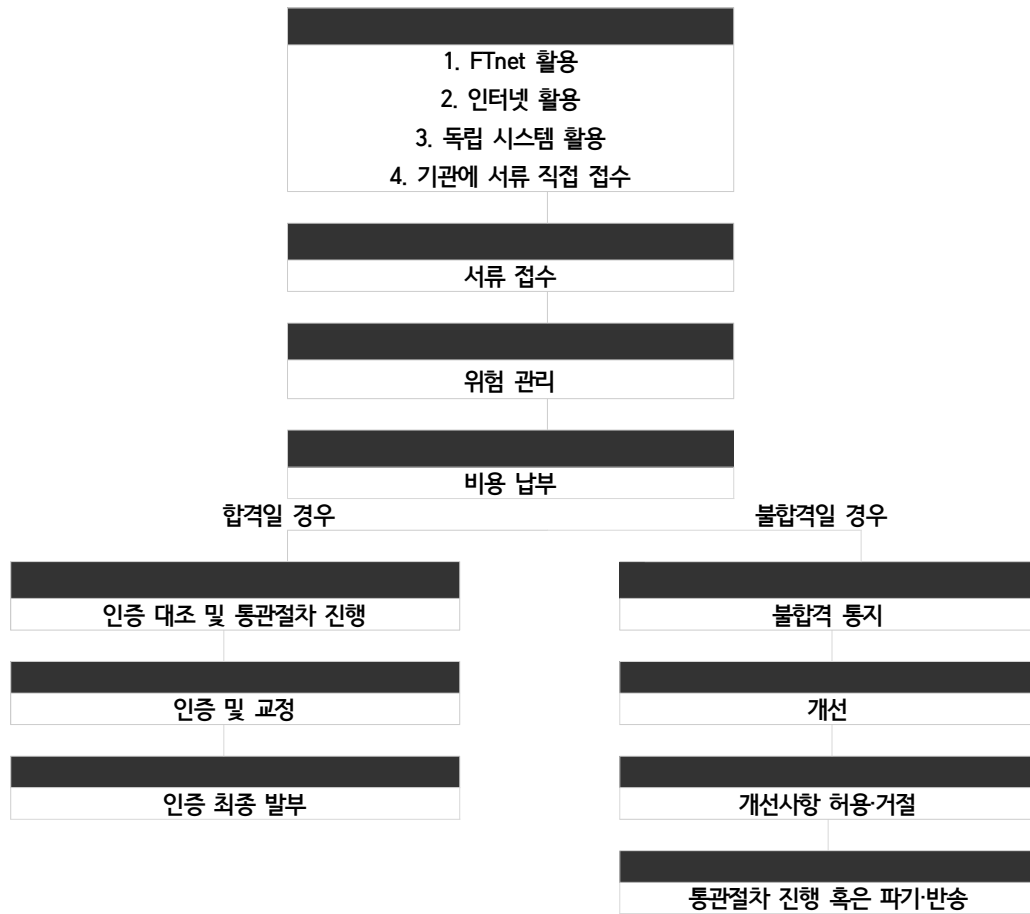 1. FTnet 활용
2. 인터넷 활용
3. 독립 시스템 활용
4. 기관에 서류 직접 접수
서류 접수
위험 관리
비용 납부
합격일 경우
불합격일 경우
인증 대조 및 통관절차 진행
불합격 통지
인증 및 교정
개선
인증 최종 발부
개선사항 허용·거절
통관절차 진행 혹은 파기·반송